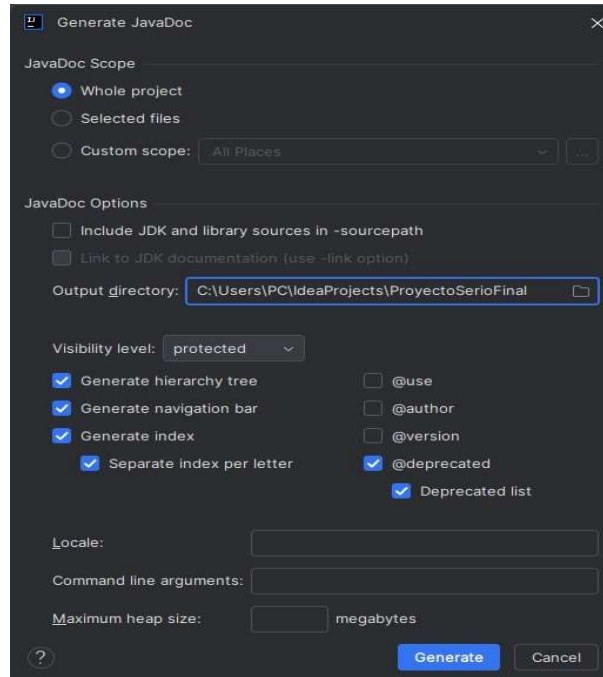 Generate JavaDoc
JavaDoc Scope
Whole project
Selected files
Custom scope: All Places ...
JavaDoc Options
Include JDK and library sources in -sourcepath
Link to JDK documentation (use -link option)
Output directory: C:\Users\PC\IdeaProjects\ProyectoSerioFinal
Visibility level: protected
Generate hierarchy tree @use
Generate navigation bar @author
Generate index @version
Separate index per letter @deprecated
Deprecated list
Locale:
Command line arguments:
Maximum heap size: megabytes
? Generate Cancel